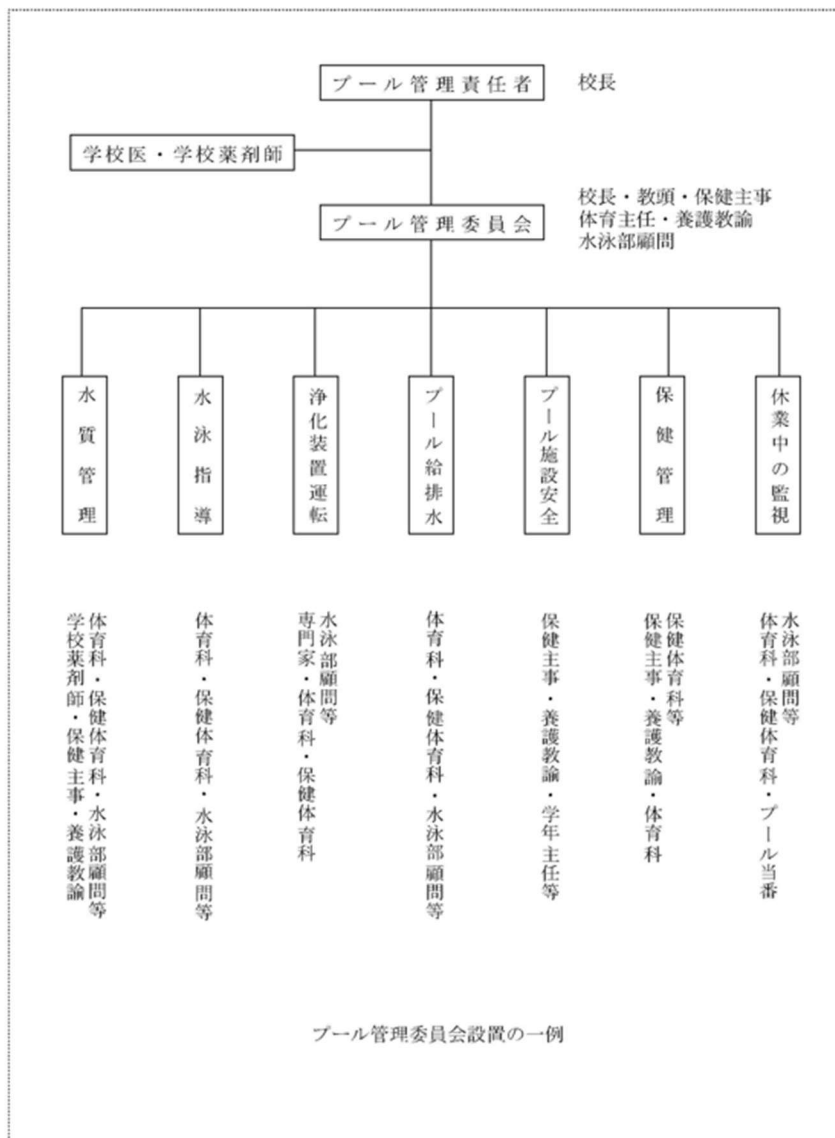 プール管理責任者
校長
学校医・学校薬剤師
プール管理委員会
校長・教頭・保健主事
体育主任・養護教諭
水泳部顧問
水質管理
水泳指導
浄化装置運転
プール給排水
プール施設安全
保健管理
休業中の監視
体育科・保健体育科・水泳部顧問等
学校薬剤師・保健主事・養護教諭
体育科・保健体育科・水泳部顧問等
水泳部顧問等
専門家・体育科・保健体育科
体育科・保健体育科・水泳部顧問等
保健主事・養護教諭・学年主任等
保健体育科等
保健主事・養護教諭・体育科
水泳部顧問等
体育科・保健体育科・プール当番
プール管理委員会設置の一例